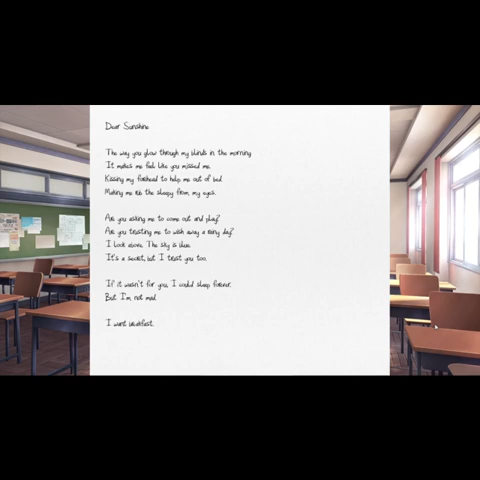 Dear Sunshine
The way you glow through my blinds in the morning
It makes me feel like you missed me.
Kissing my forehead to help me out of bed.
Making me rub the sleepy from my eyes.
Are you asking me to come out and play?
Are you trusting me to wish away a rainy day?
I look above. The sky is blue.
It's a secret, but I trust you too.
If it wasn't for you, I could sleep forever.
But I'm not mad.
I want breakfast.